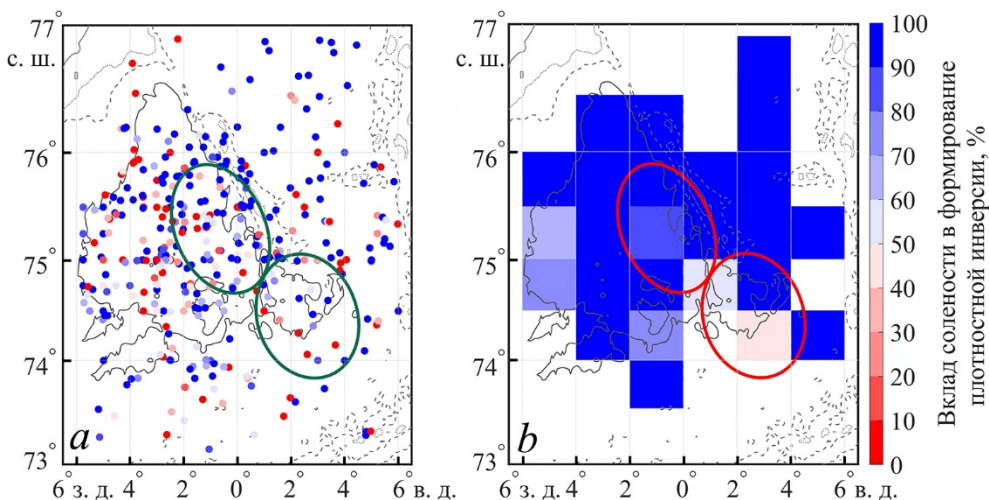 77°
с. ш.
76°
75°
74°
73°
a
6° з. д. 4° 2° 0° 2° 4° 6° в. д.
77°
с. ш.
76°
75°
74°
73°
b
6° з. д. 4° 2° 0° 2° 4° 6° в. д.
100
90
80
70
60
50
40
30
20
10
0
Вклад солености в формирование
плотностной инверсии, %